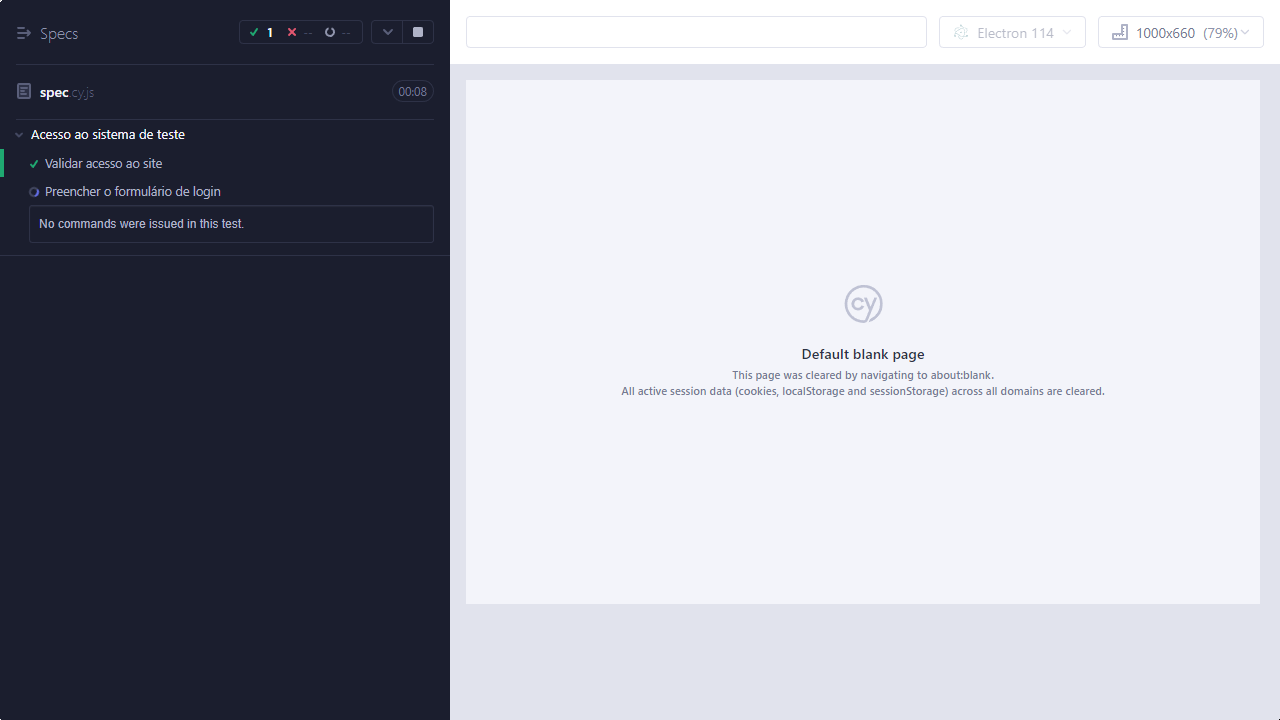 Specs
1 -- --
spec.cy.js
00:08
Acesso ao sistema de teste
Validar acesso ao site
Preencher o formulário de login
No commands were issued in this test.
Electron 114
1000x660 (79%)
cy
Default blank page
This page was cleared by navigating to about:blank.
All active session data (cookies, localStorage and sessionStorage) across all domains are cleared.